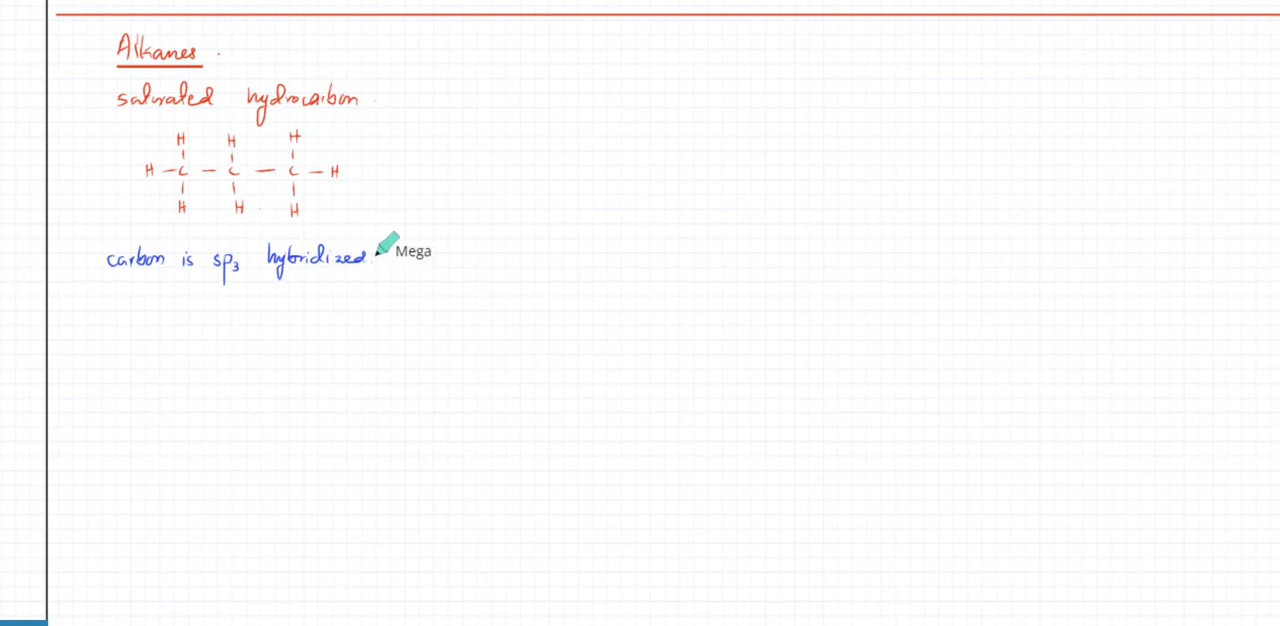 Alkanes
saturated hydrocarbon
H H H
H - C - C - C - H
H H H
carbon is sp3 hybridized.
Mega